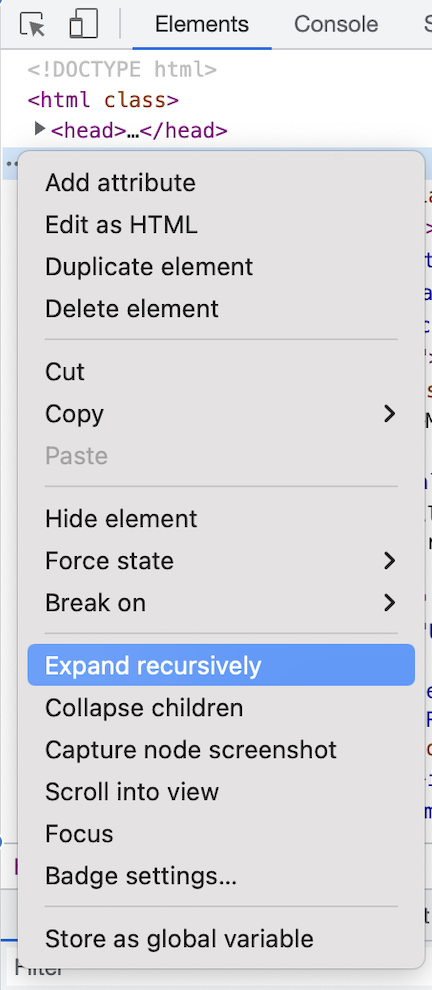 Elements Console
<!DOCTYPE html>
<html class>
<head>…</head>
Add attribute
Edit as HTML
Duplicate element
Delete element
Cut
Copy
Paste
Hide element
Force state
Break on
Expand recursively
Collapse children
Capture node screenshot
Scroll into view
Focus
Badge settings...
Store as global variable
Filter